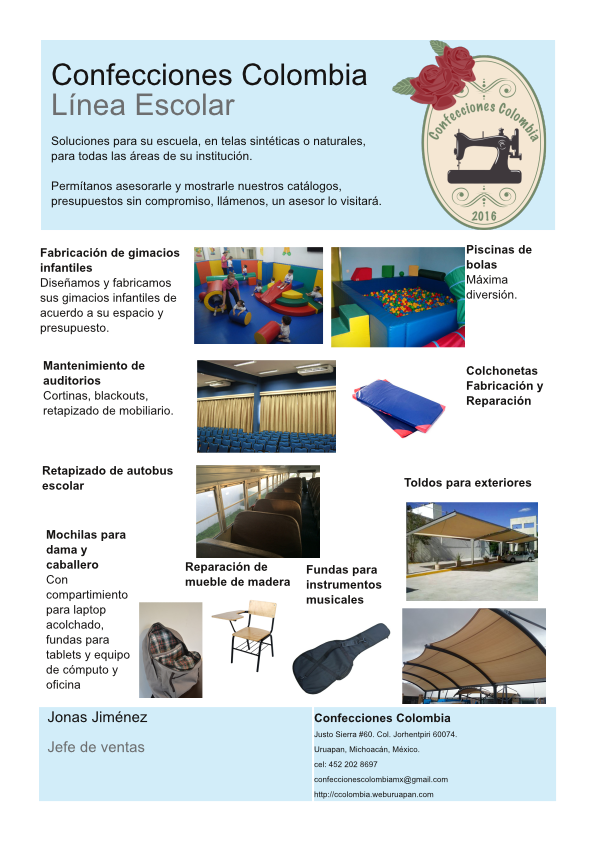 Confecciones Colombia
Línea Escolar
Soluciones para su escuela, en telas sintéticas o naturales,
para todas las áreas de su institución.
Permítanos asesorarle y mostrarle nuestros catálogos,
presupuestos sin compromiso, llámenos, un asesor lo visitará.
Confecciones Colombia
2016
Fabricación de gimacios
infantiles
Diseñamos y fabricamos
sus gimacios infantiles de
acuerdo a su espacio y
presupuesto.
Piscinas de
bolas
Máxima
diversión.
Mantenimiento de
auditorios
Cortinas, blackouts,
retapizado de mobiliario.
Colchonetas
Fabricación y
Reparación
Retapizado de autobus
escolar
Toldos para exteriores
Mochilas para
dama y
caballero
Con
compartimiento
para laptop
acolchado,
fundas para
tablets y equipo
de cómputo y
oficina
Reparación de
mueble de madera
Fundas para
instrumentos
musicales
Jonas Jiménez
Jefe de ventas
Confecciones Colombia
Justo Sierra #60. Col. Jorhentpiri 60074.
Uruapan, Michoacán, México.
cel: 452 202 8697
confeccionescolombiamx@gmail.com
http://ccolombia.weburuapan.com